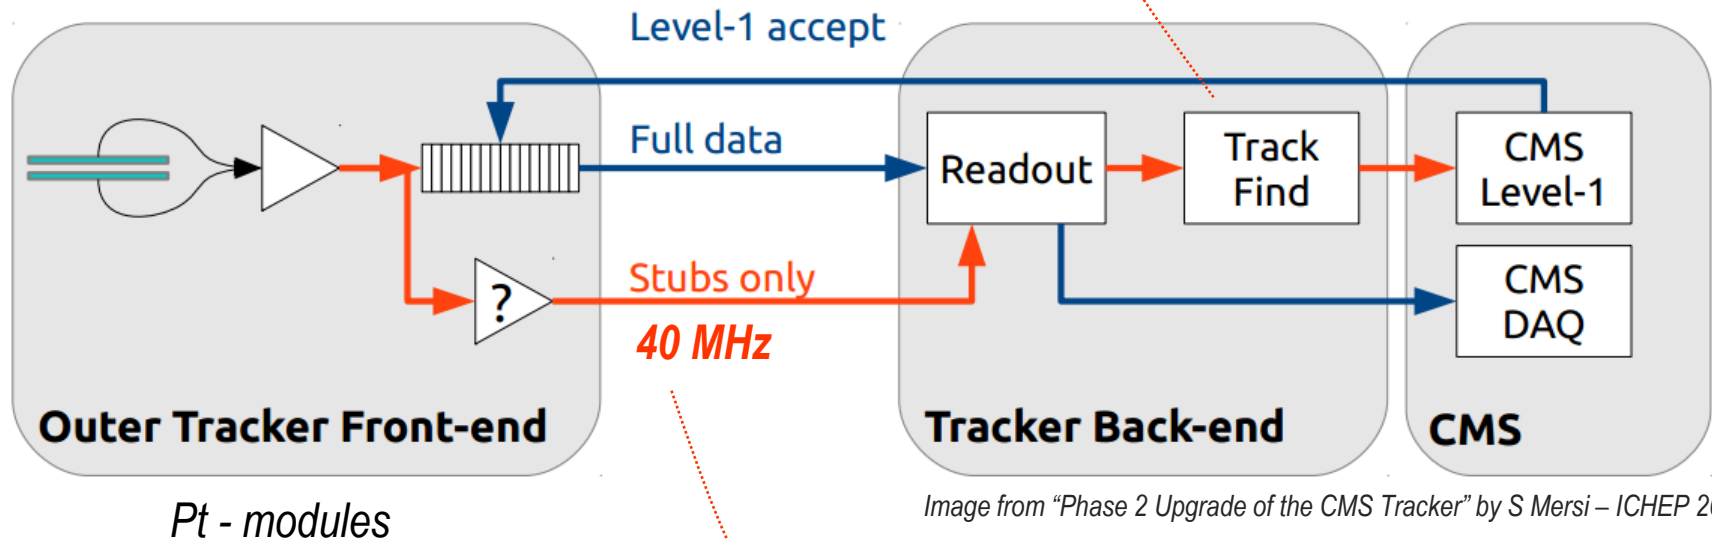 Level-1 accept
Full data
Readout
Track
Find
CMS
Level-1
?
Stubs only
40 MHz
CMS
DAQ
Outer Tracker Front-end
Tracker Back-end
CMS
Pt - modules
Image from “Phase 2 Upgrade of the CMS Tracker” by S Mersi – ICHEP